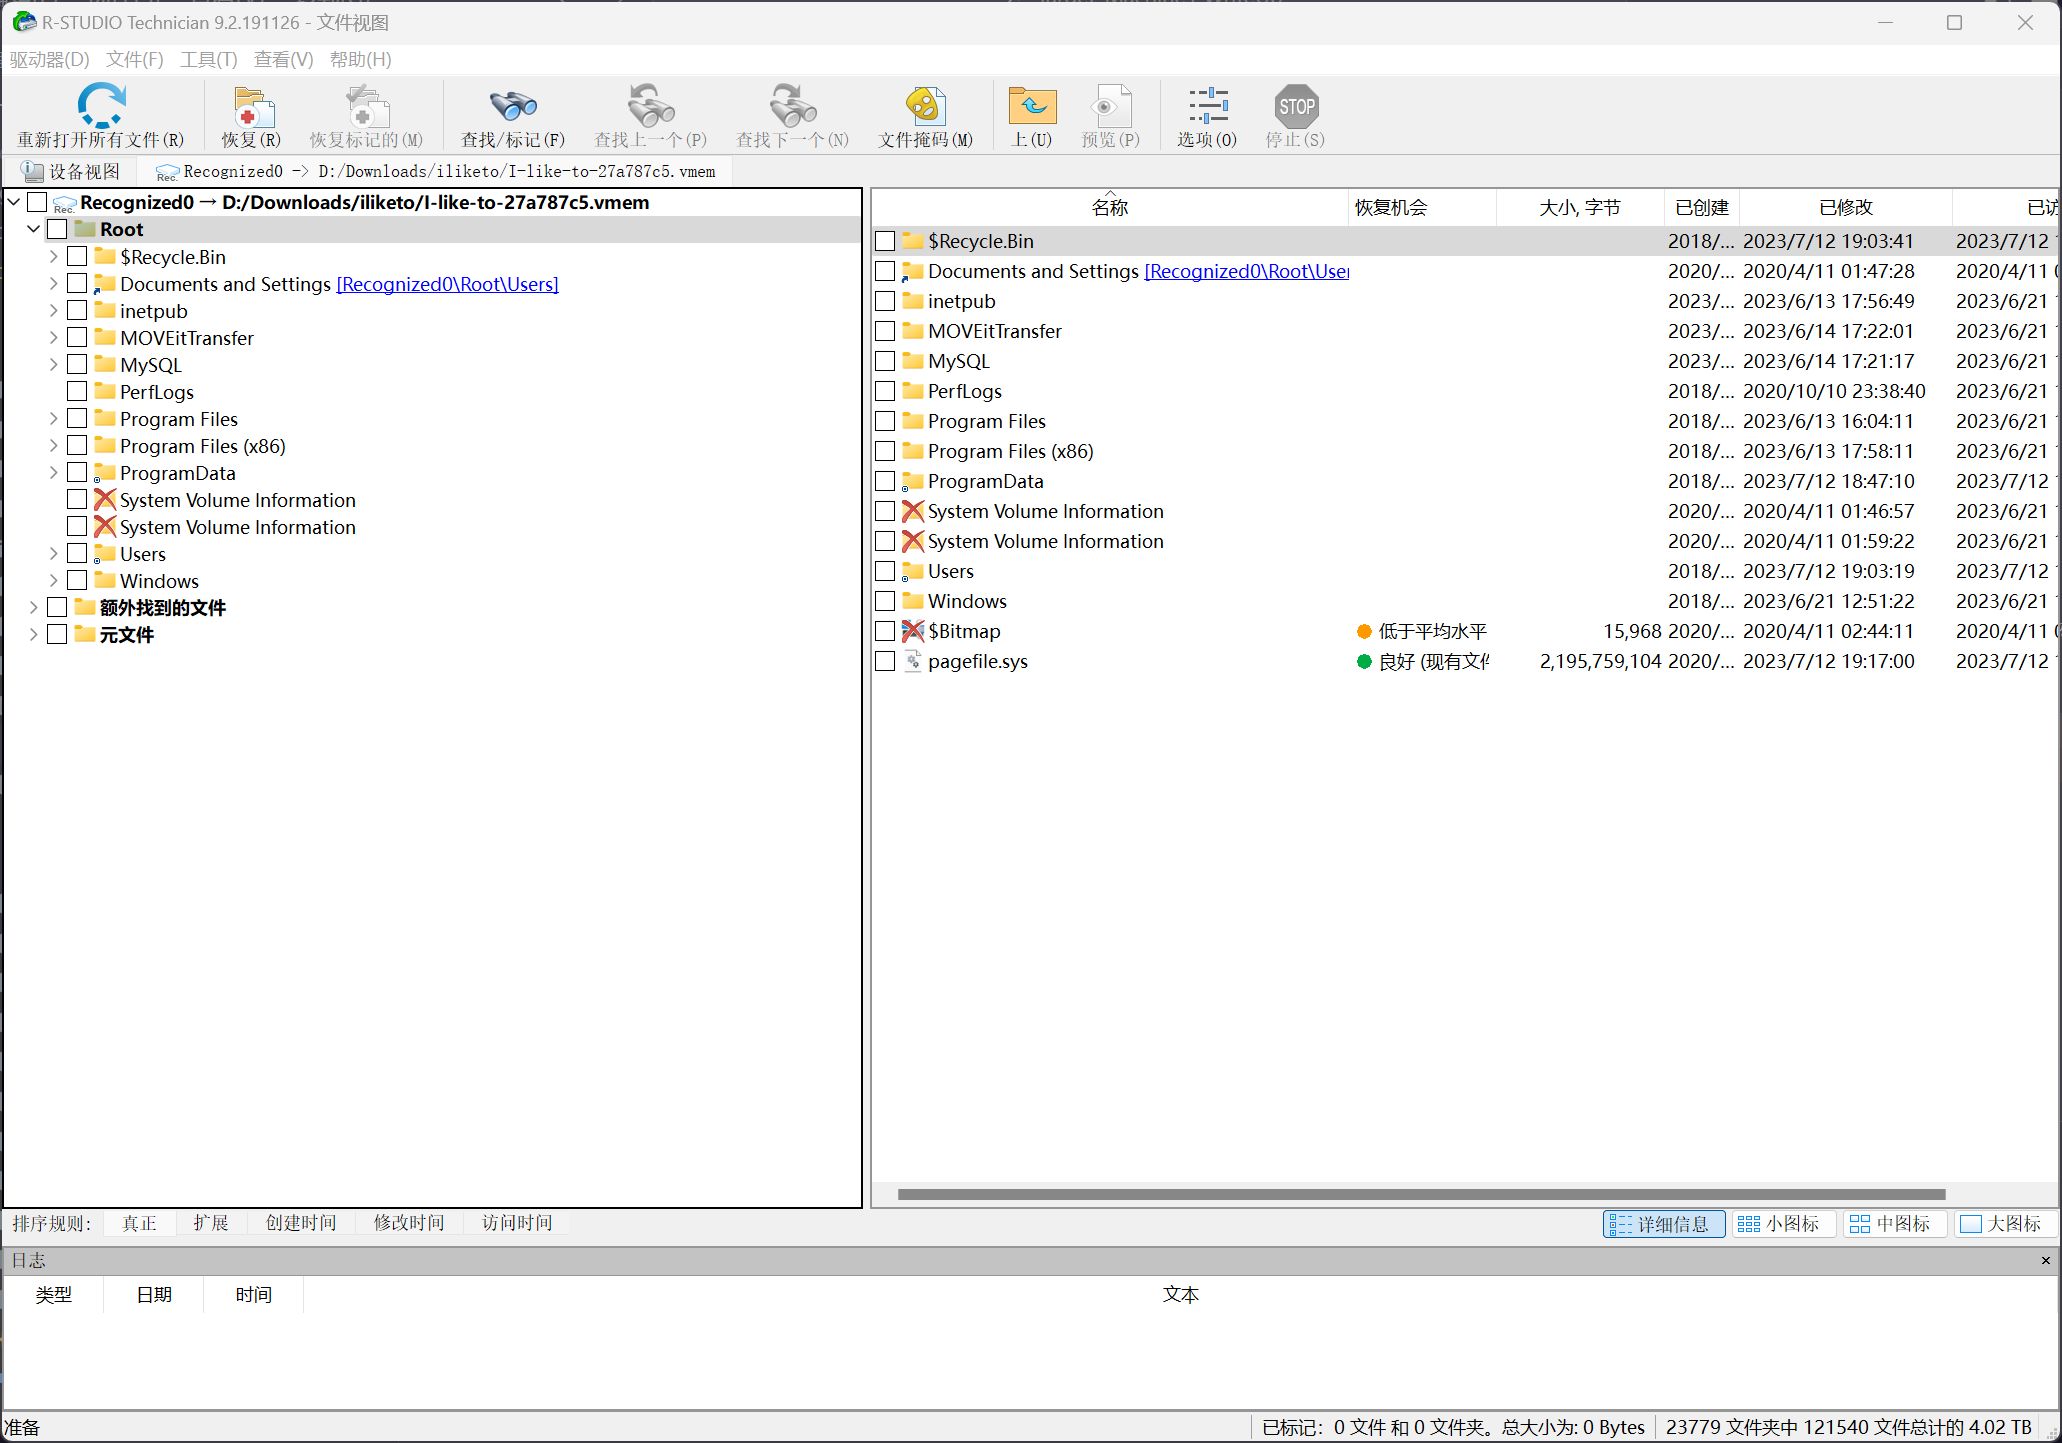 R-STUDIO Technician 9.2.191126 - 文件视图
驱动器(D) 文件(F) 工具(T) 查看(V) 帮助(H)
STOP
重新打开所有文件(R) 恢复(R) 恢复标记的(M) 查找/标记(F) 查找上一个(P) 查找下一个(N) 文件掩码(M) 上(U) 预览(P) 选项(O) 停止(S)
设备视图 Rec. Recognized0 -> D:/Downloads/iliketo/I-like-to-27a787c5.vmem
Rec. Recognized0 → D:/Downloads/iliketo/I-like-to-27a787c5.vmem
Root
$Recycle.Bin
Documents and Settings [Recognized0\Root\Users]
inetpub
MOVEitTransfer
MySQL
PerfLogs
Program Files
Program Files (x86)
ProgramData
System Volume Information
System Volume Information
Users
Windows
额外找到的文件
元文件
名称 恢复机会 大小, 字节 已创建 已修改 已访
$Recycle.Bin 2018/... 2023/7/12 19:03:41 2023/7/12 1
Documents and Settings [Recognized0\Root\User 2020/... 2020/4/11 01:47:28 2020/4/11 0
inetpub 2023/... 2023/6/13 17:56:49 2023/6/21 1
MOVEitTransfer 2023/... 2023/6/14 17:22:01 2023/6/21 1
MySQL 2023/... 2023/6/14 17:21:17 2023/6/21 1
PerfLogs 2018/... 2020/10/10 23:38:40 2023/6/21 1
Program Files 2018/... 2023/6/13 16:04:11 2023/6/21 1
Program Files (x86) 2018/... 2023/6/13 17:58:11 2023/6/21 1
ProgramData 2018/... 2023/7/12 18:47:10 2023/7/12 1
System Volume Information 2020/... 2020/4/11 01:46:57 2023/6/21 1
System Volume Information 2020/... 2020/4/11 01:59:22 2023/6/21 1
Users 2018/... 2023/7/12 19:03:19 2023/7/12 1
Windows 2018/... 2023/6/21 12:51:22 2023/6/21 1
$Bitmap 低于平均水平 15,968 2020/... 2020/4/11 02:44:11 2020/4/11 0
pagefile.sys 良好 (现有文件 2,195,759,104 2020/... 2023/7/12 19:17:00 2023/7/12 1
排序规则: 真正 扩展 创建时间 修改时间 访问时间 详细信息 小图标 中图标 大图标
日志
类型 日期 时间 文本
准备 已标记: 0 文件 和 0 文件夹。总大小为: 0 Bytes 23779 文件夹中 121540 文件总计的 4.02 TB